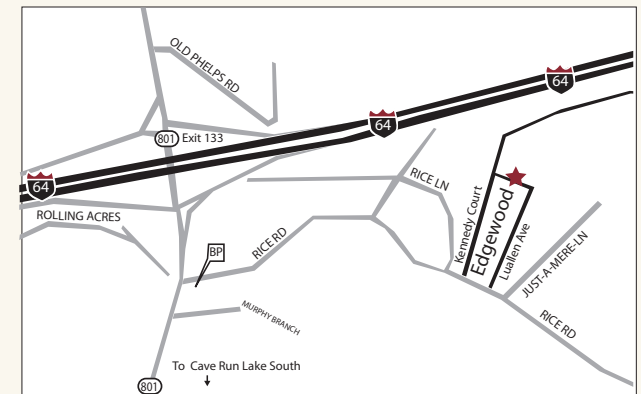 OLD PHELPS RD
64
801 Exit 133
64
64
ROLLING ACRES
RICE LN
Kennedy Court
Edgewood
Luallen Ave
JUST-A-MERE-LN
BP
RICE RD
MURPHY BRANCH
RICE RD
To Cave Run Lake South
801